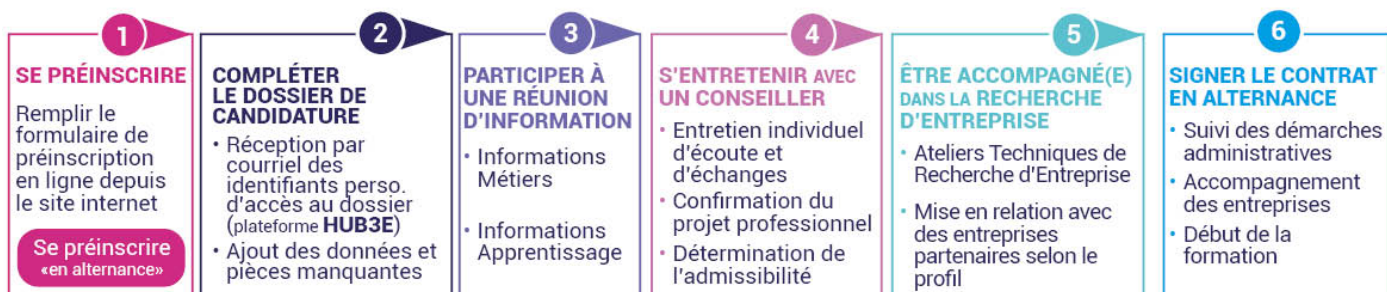 1
SE PRÉINSCRIRE
Remplir le
formulaire de
préinscription
en ligne depuis
le site internet
Se préinscrire
«en alternance»
2
COMPLÉTER
LE DOSSIER DE
CANDIDATURE
• Réception par
courriel des
identifiants perso.
d'accès au dossier
(plateforme HUB3E)
• Ajout des données et
pièces manquantes
3
PARTICIPER À
UNE RÉUNION
D'INFORMATION
• Informations
Métiers
• Informations
Apprentissage
4
S'ENTRETENIR AVEC
UN CONSEILLER
• Entretien individuel
d'écoute et
d'échanges
• Confirmation du
projet professionnel
• Détermination de
l'admissibilité
5
ÊTRE ACCOMPAGNÉ(E)
DANS LA RECHERCHE
D'ENTREPRISE
• Ateliers Techniques de
Recherche d'Entreprise
• Mise en relation avec
des entreprises
partenaires selon le
profil
6
SIGNER LE CONTRAT
EN ALTERNANCE
• Suivi des démarches
administratives
• Accompagnement
des entreprises
• Début de la
formation